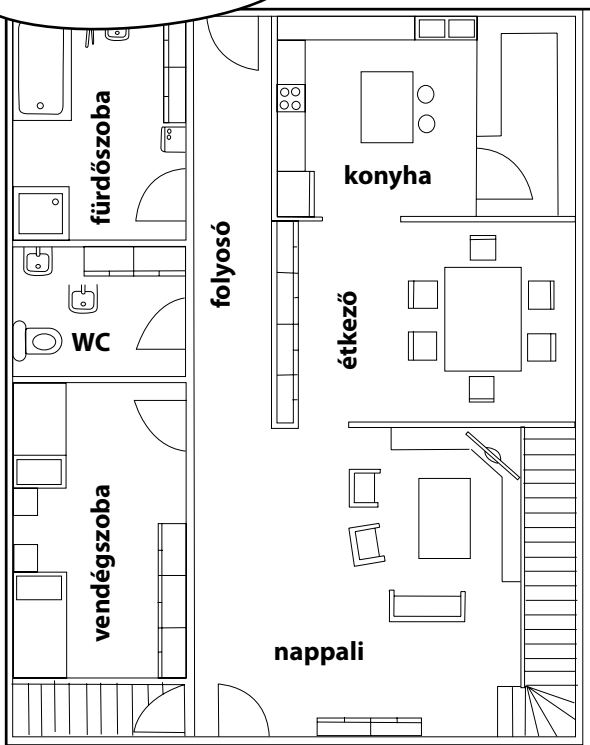 fürdőszoba
konyha
folyosó
étkező
WC
vendégszoba
nappali